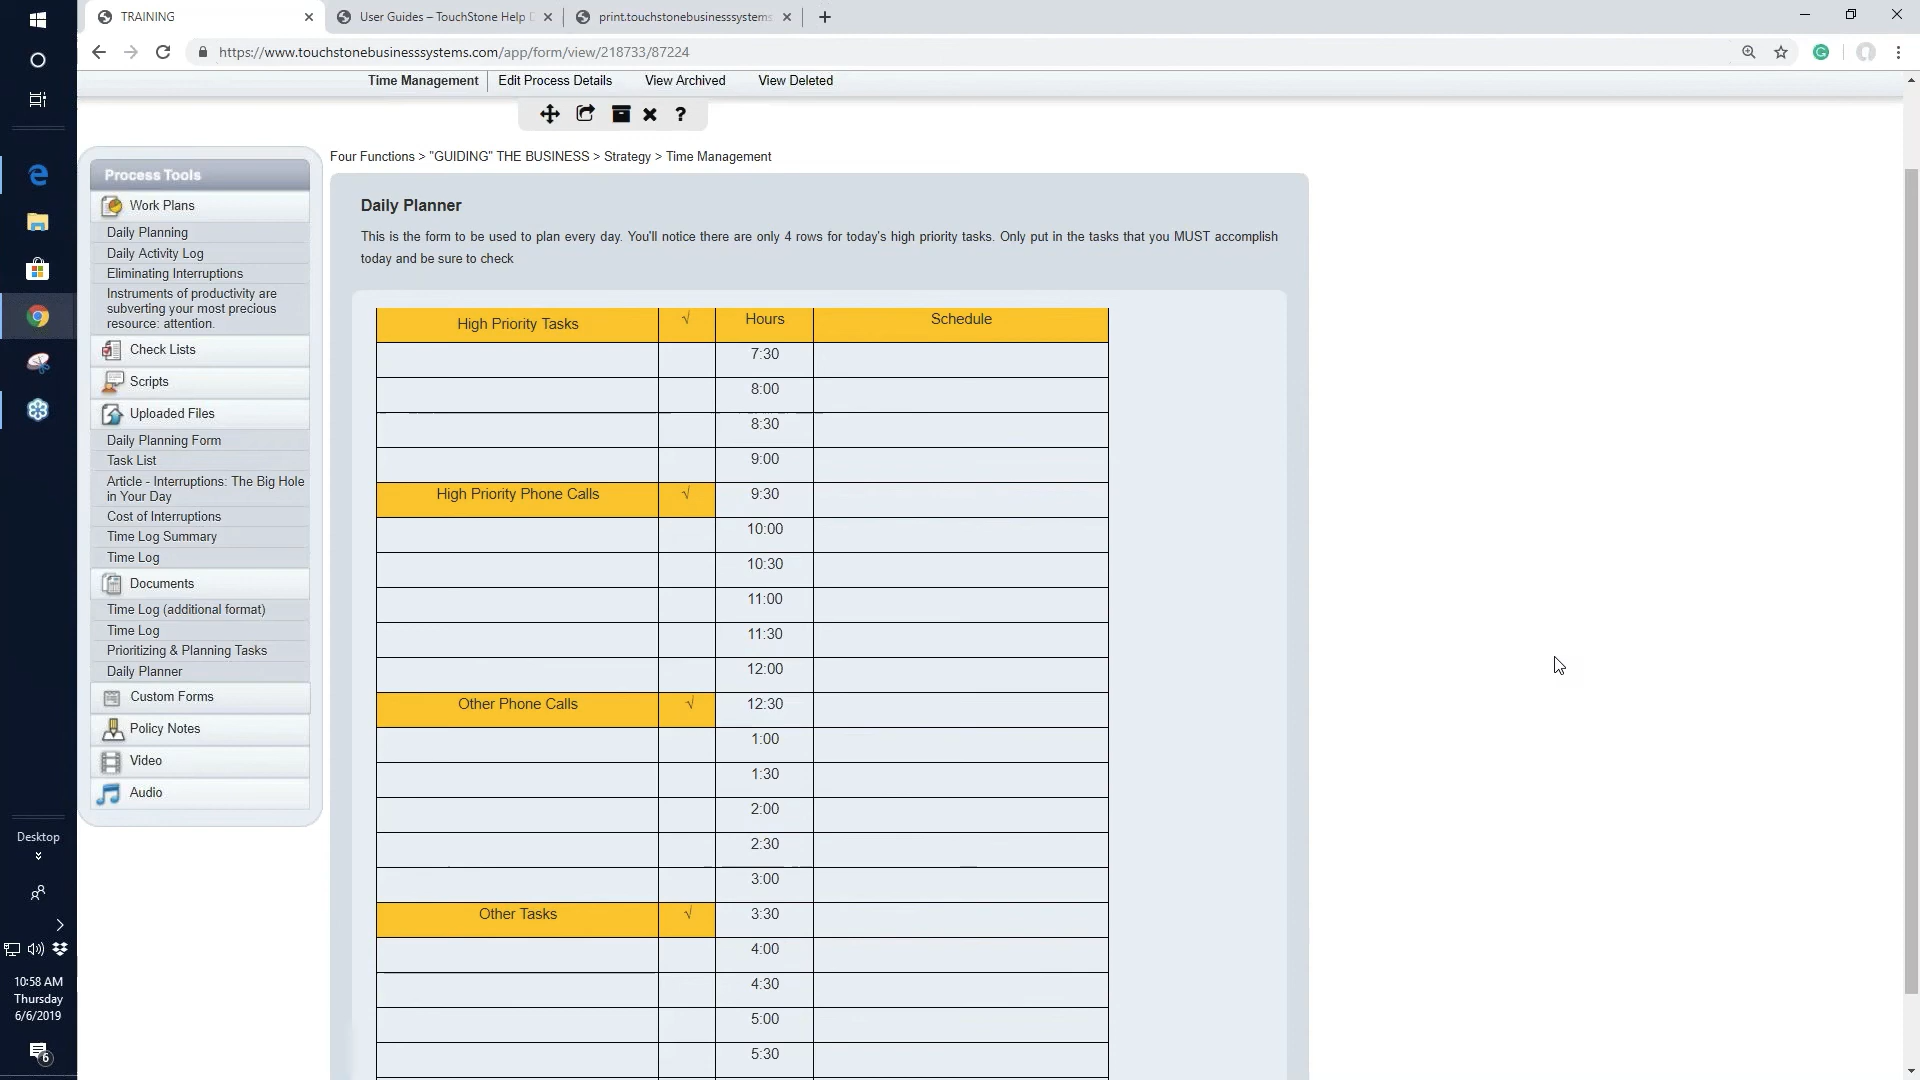 TRAINING
User Guides – TouchStone Help D
print.touchstonebusinesssystems
https://www.touchstonebusinesssystems.com/app/form/view/218733/87224
Time Management Edit Process Details View Archived View Deleted
?
Four Functions > "GUIDING" THE BUSINESS > Strategy > Time Management
Process Tools
Work Plans
Daily Planning
Daily Activity Log
Eliminating Interruptions
Instruments of productivity are
subverting your most precious
resource: attention.
Check Lists
Scripts
Uploaded Files
Daily Planning Form
Task List
Article - Interruptions: The Big Hole
in Your Day
Cost of Interruptions
Time Log Summary
Time Log
Documents
Time Log (additional format)
Time Log
Prioritizing & Planning Tasks
Daily Planner
Custom Forms
Policy Notes
Video
Audio
Daily Planner
This is the form to be used to plan every day. You'll notice there are only 4 rows for today's high priority tasks. Only put in the tasks that you MUST accomplish
today and be sure to check
High Priority Tasks √ Hours Schedule
7:30
8:00
8:30
9:00
High Priority Phone Calls √ 9:30
10:00
10:30
11:00
11:30
12:00
Other Phone Calls √ 12:30
1:00
1:30
2:00
2:30
3:00
Other Tasks √ 3:30
4:00
4:30
5:00
5:30
Desktop
10:58 AM
Thursday
6/6/2019
6